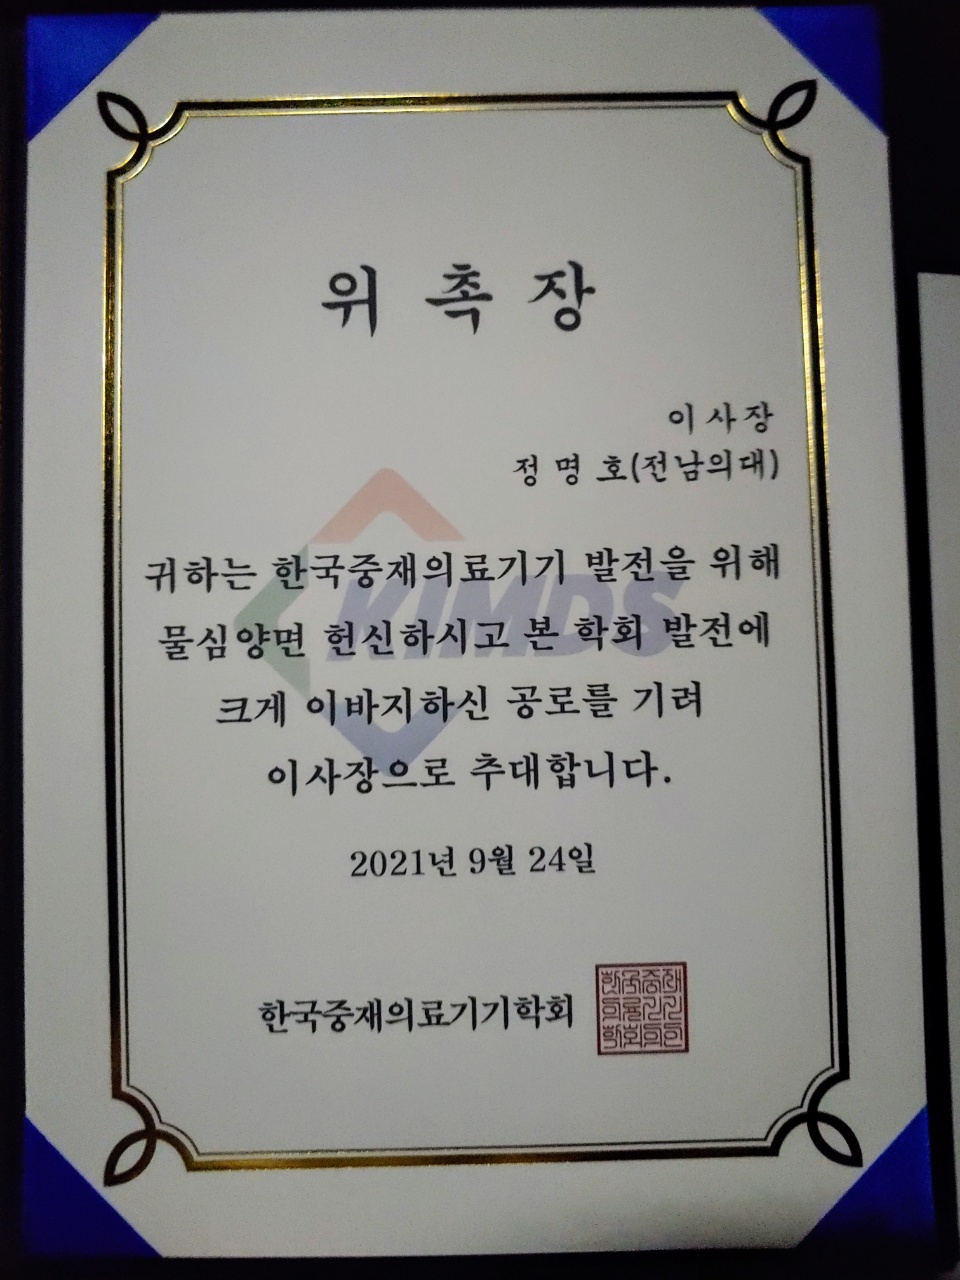 위 촉 장
이 사 장
정 명 호(전남의대)
KIMDS
귀하는 한국중재의료기기 발전을 위해
물심양면 헌신하시고 본 학회 발전에
크게 이바지하신 공로를 기려
이사장으로 추대합니다.
2021년 9월 24일
한국중재의료기기학회